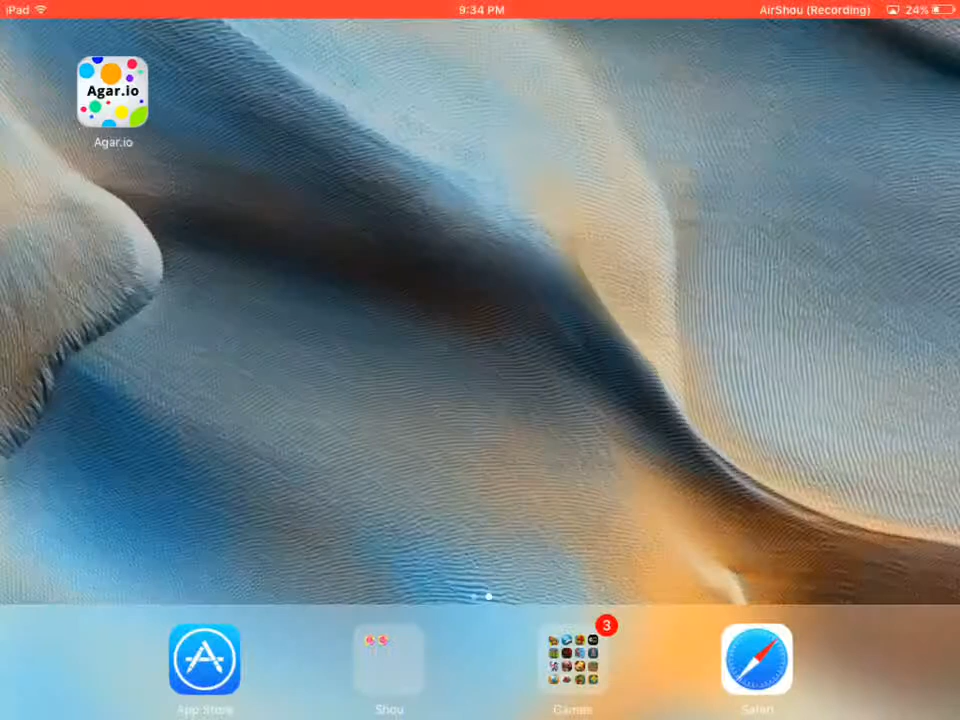 iPad 9:34 PM AirShou (Recording) 24%
Agar.io
Agar.io
3
App Store Shou Games Safari